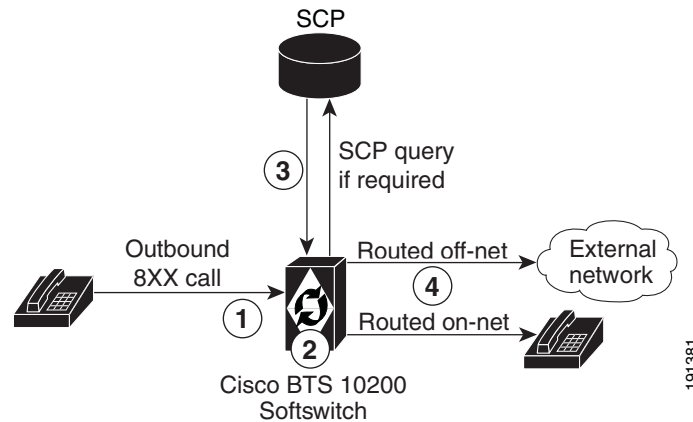 SCP
3
SCP query
if required
Outbound
8XX call
1
Routed off-net
4
External
network
Routed on-net
2
Cisco BTS 10200
Softswitch
191381